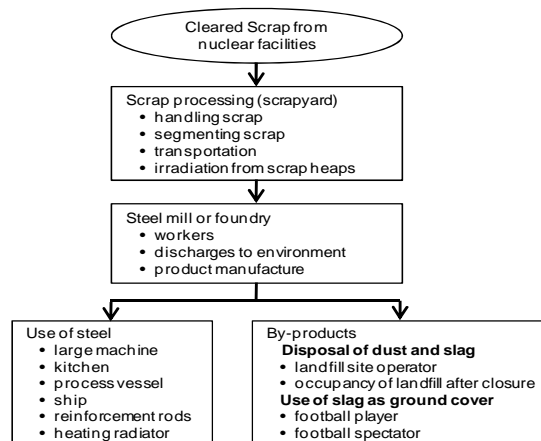 Cleared Scrap from
nuclear facilities
Scrap processing (scrapyard)
• handling scrap
• segmenting scrap
• transportation
• irradiation from scrap heaps
Steel mill or foundry
• workers
• discharges to environment
• product manufacture
Use of steel
• large machine
• kitchen
• process vessel
• ship
• reinforcement rods
• heating radiator
By-products
Disposal of dust and slag
• landfill site operator
• occupancy of landfill after closure
Use of slag as ground cover
• football player
• football spectator